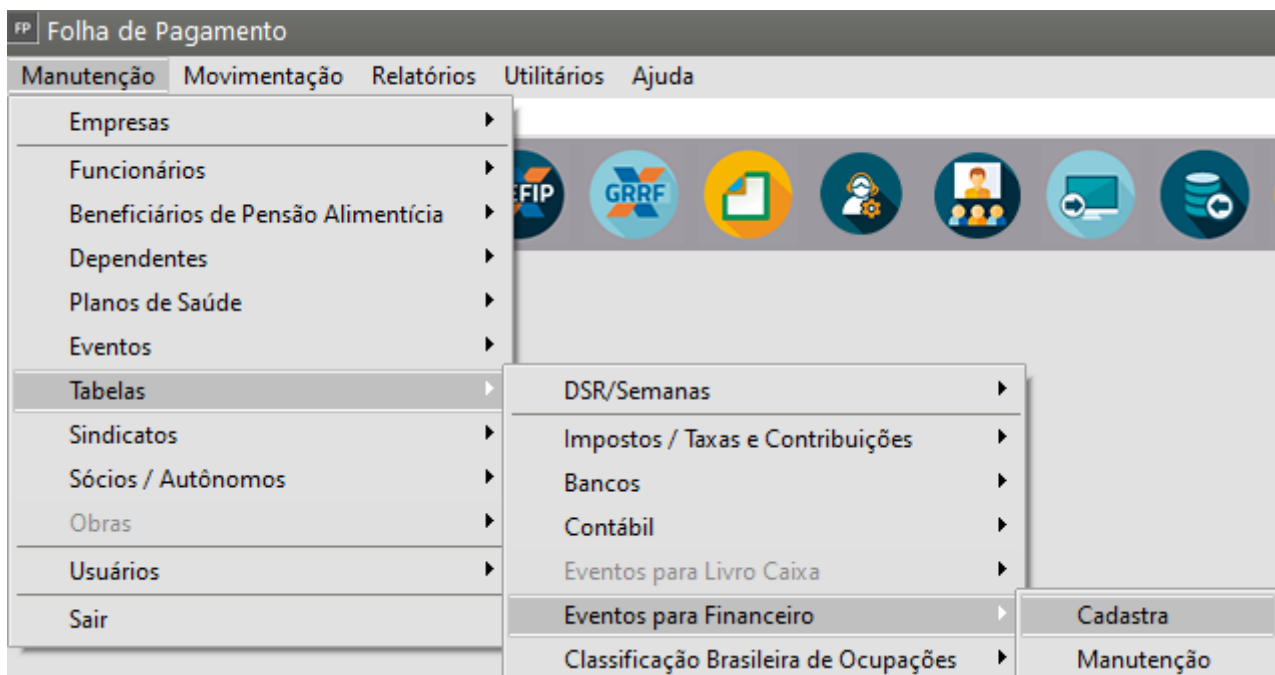 FP Folha de Pagamento
Manutenção Movimentação Relatórios Utilitários Ajuda
Empresas
Funcionários
Beneficiários de Pensão Alimentícia
Dependentes
Planos de Saúde
Eventos
Tabelas
Sindicatos
Sócios / Autônomos
Obras
Usuários
Sair
GRRF
DSR/Semanas
Impostos / Taxas e Contribuições
Bancos
Contábil
Eventos para Livro Caixa
Eventos para Financeiro
Classificação Brasileira de Ocupações
Cadastra
Manutenção